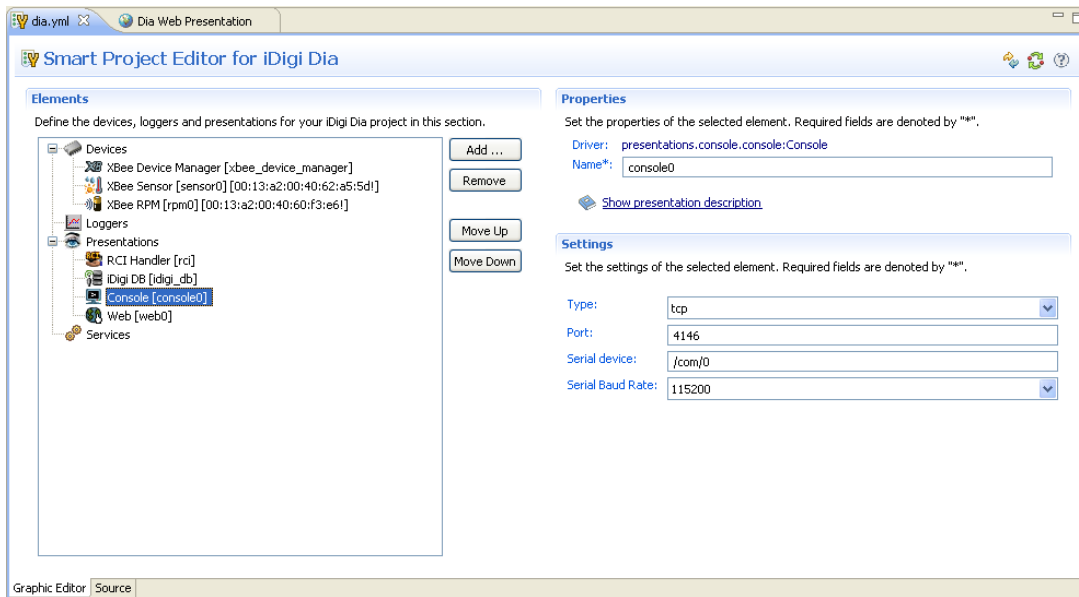 dia.yml
Dia Web Presentation
Smart Project Editor for iDigi Dia
Elements
Define the devices, loggers and presentations for your iDigi Dia project in this section.
Devices
XBee Device Manager [xbee_device_manager]
XBee Sensor [sensor0] [00:13:a2:00:40:62:a5:5d!]
XBee RPM [rpm0] [00:13:a2:00:40:60:f3:e6!]
Loggers
Presentations
RCI Handler [rci]
iDigi DB [idigi_db]
Console [console0]
Web [web0]
Services
Add ...
Remove
Move Up
Move Down
Properties
Set the properties of the selected element. Required fields are denoted by "*".
Driver: presentations.console.console:Console
Name*: console0
Show presentation description
Settings
Set the settings of the selected element. Required fields are denoted by "*".
Type: tcp
Port: 4146
Serial device: /com/0
Serial Baud Rate: 115200
Graphic Editor Source